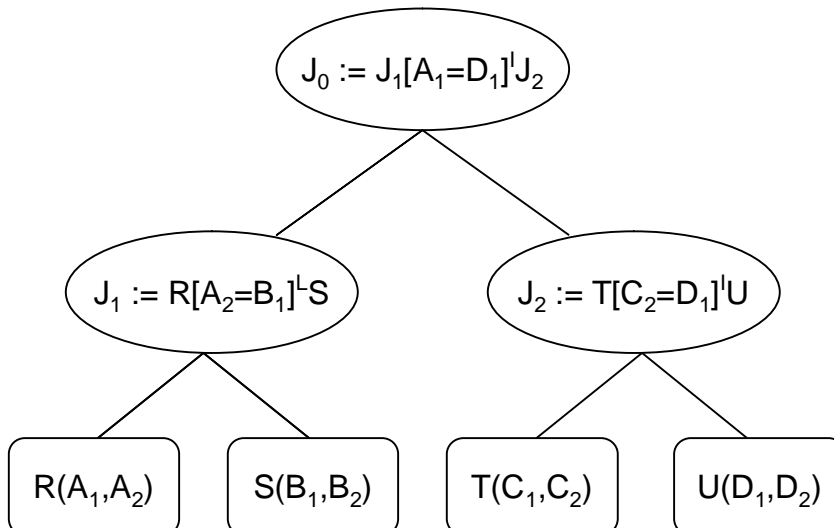 J₀ := J₁[A₁=D₁]ᴵJ₂
J₁ := R[A₂=B₁]ᴸS
J₂ := T[C₂=D₁]ᴵU
R(A₁,A₂)
S(B₁,B₂)
T(C₁,C₂)
U(D₁,D₂)